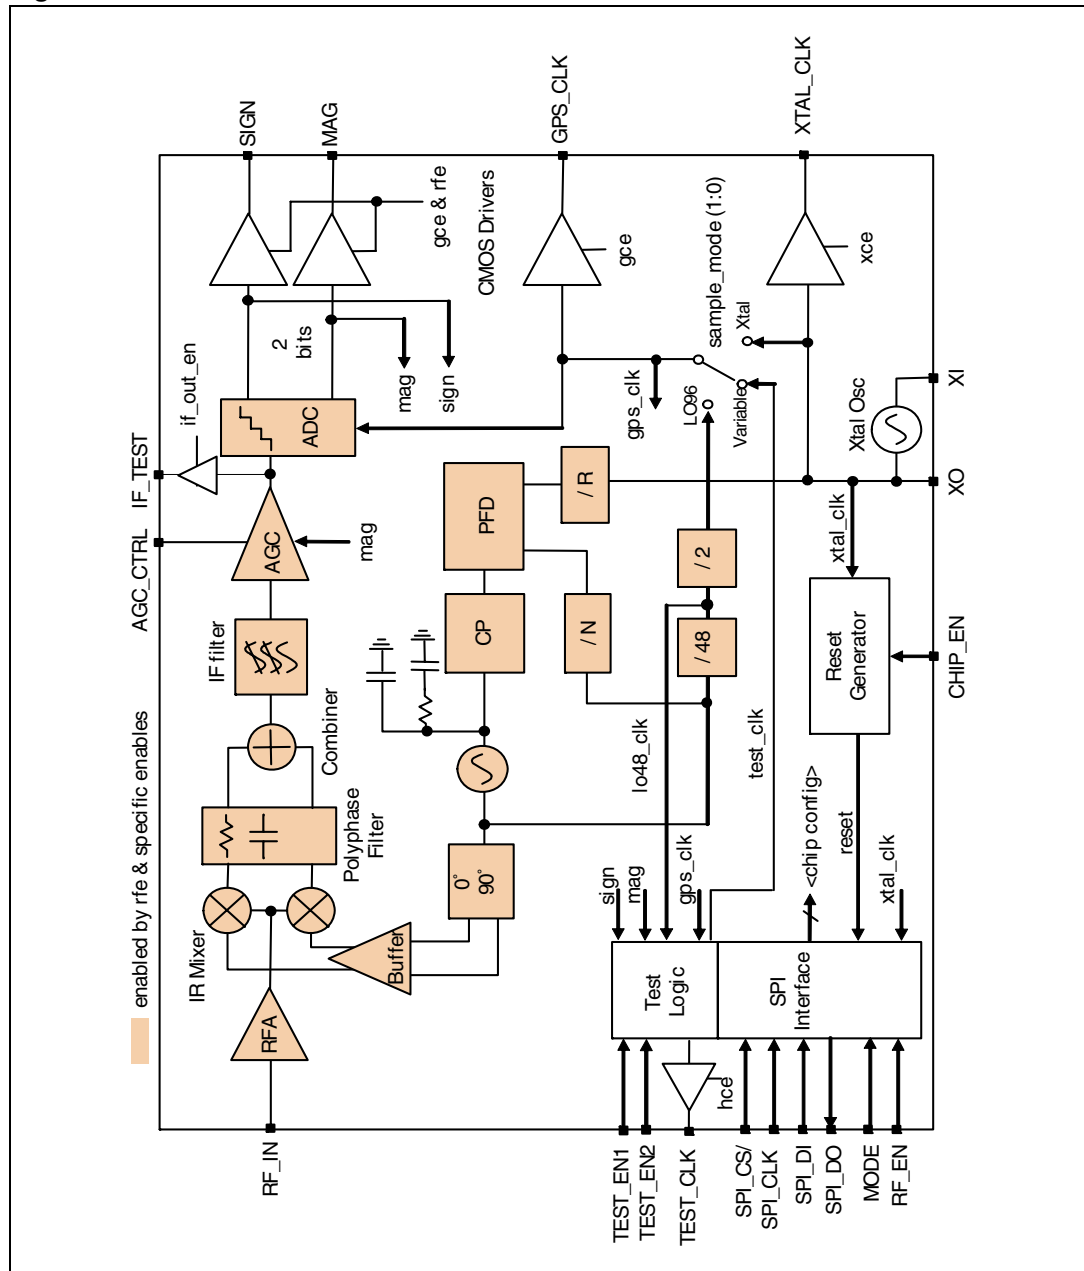 enabled by rfe & specific enables
AGC_CTRL
IF_TEST
if_out_en
SIGN
MAG
GPS_CLK
XTAL_CLK
RF_IN
RFA
IR Mixer
Polyphase
Filter
Combiner
IF filter
AGC
mag
ADC
2
bits
mag
sign
gce & rfe
CMOS Drivers
gce
sample_mode (1:0)
xce
Buffer
0°
90°
CP
PFD
/ N
/ R
/ 48
/ 2
gps_clk
LO96
Variable
Xtal
lo48_clk
test_clk
Xtal Osc
XI
XO
xtal_clk
Reset
Generator
CHIP_EN
reset
<chip config>
sign
mag
gps_clk
xtal_clk
Test
Logic
SPI
Interface
hce
TEST_EN1
TEST_EN2
TEST_CLK
SPI_CS/
SPI_CLK
SPI_DI
SPI_DO
MODE
RF_EN